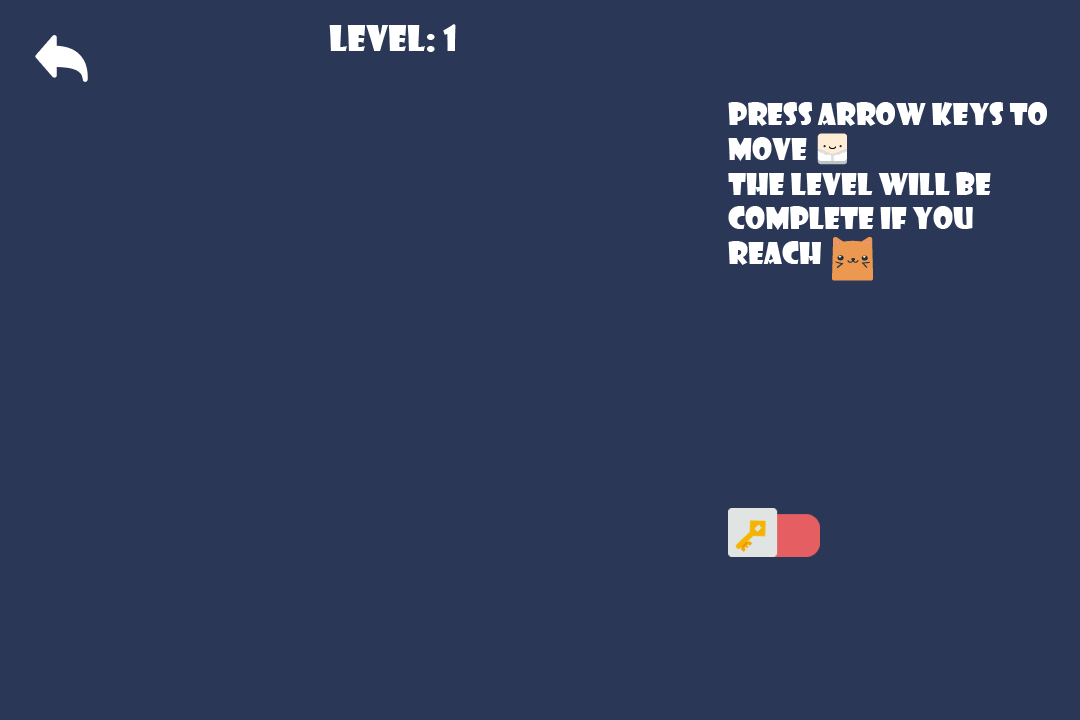 LEVEL: 1
PRESS ARROW KEYS TO
MOVE
THE LEVEL WILL BE
COMPLETE IF YOU
REACH